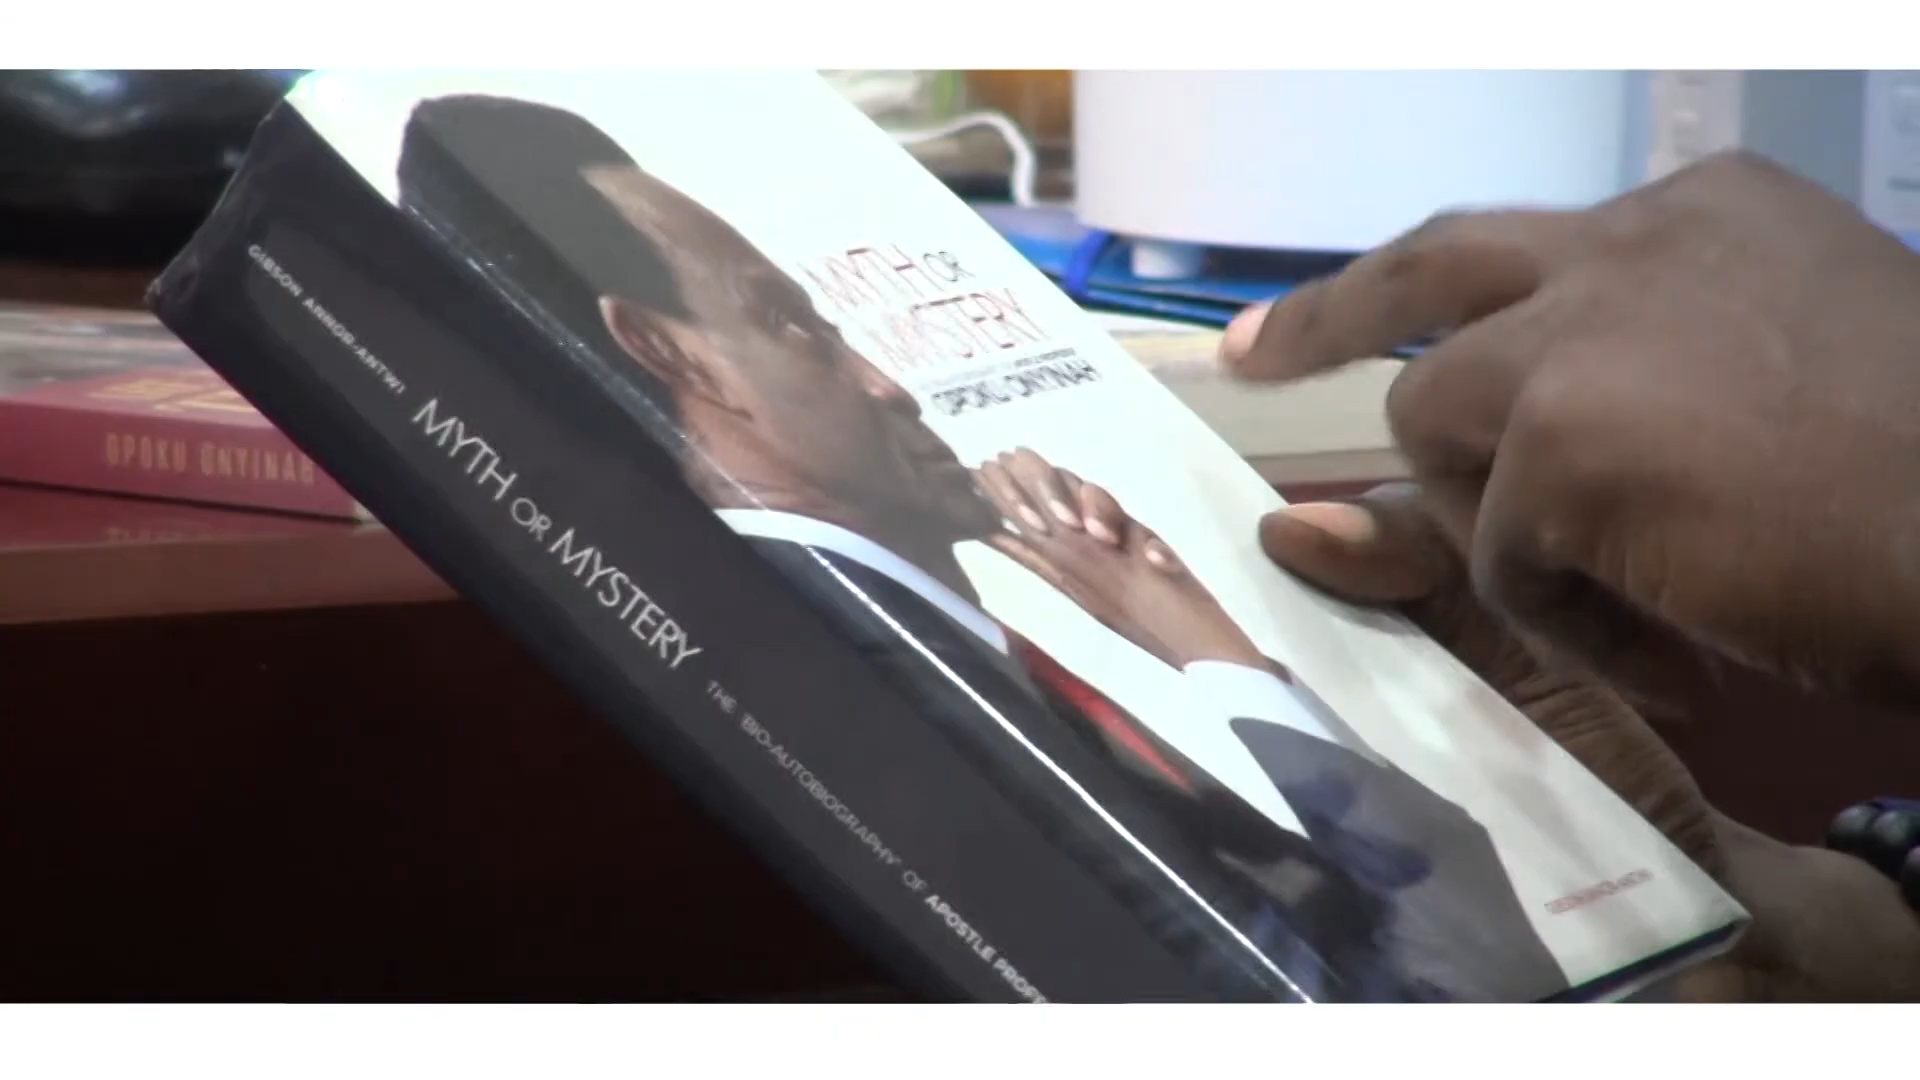 GIBSON ANNOR-ANTWI MYTH OR MYSTERY THE 'BIO-AUTOBIOGRAPHY' OF APOSTLE PROF
MYTH OR
MYSTERY
OPOKU ONYINAH
OPOKU ONYINAH